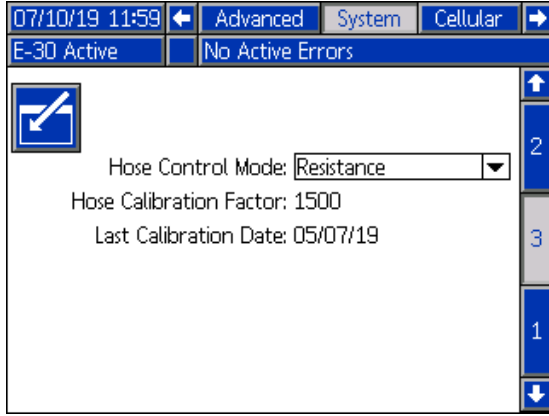 07/10/19 11:59 Advanced System Cellular
E-30 Active No Active Errors
2
Hose Control Mode: Resistance
Hose Calibration Factor: 1500
Last Calibration Date: 05/07/19
3
1